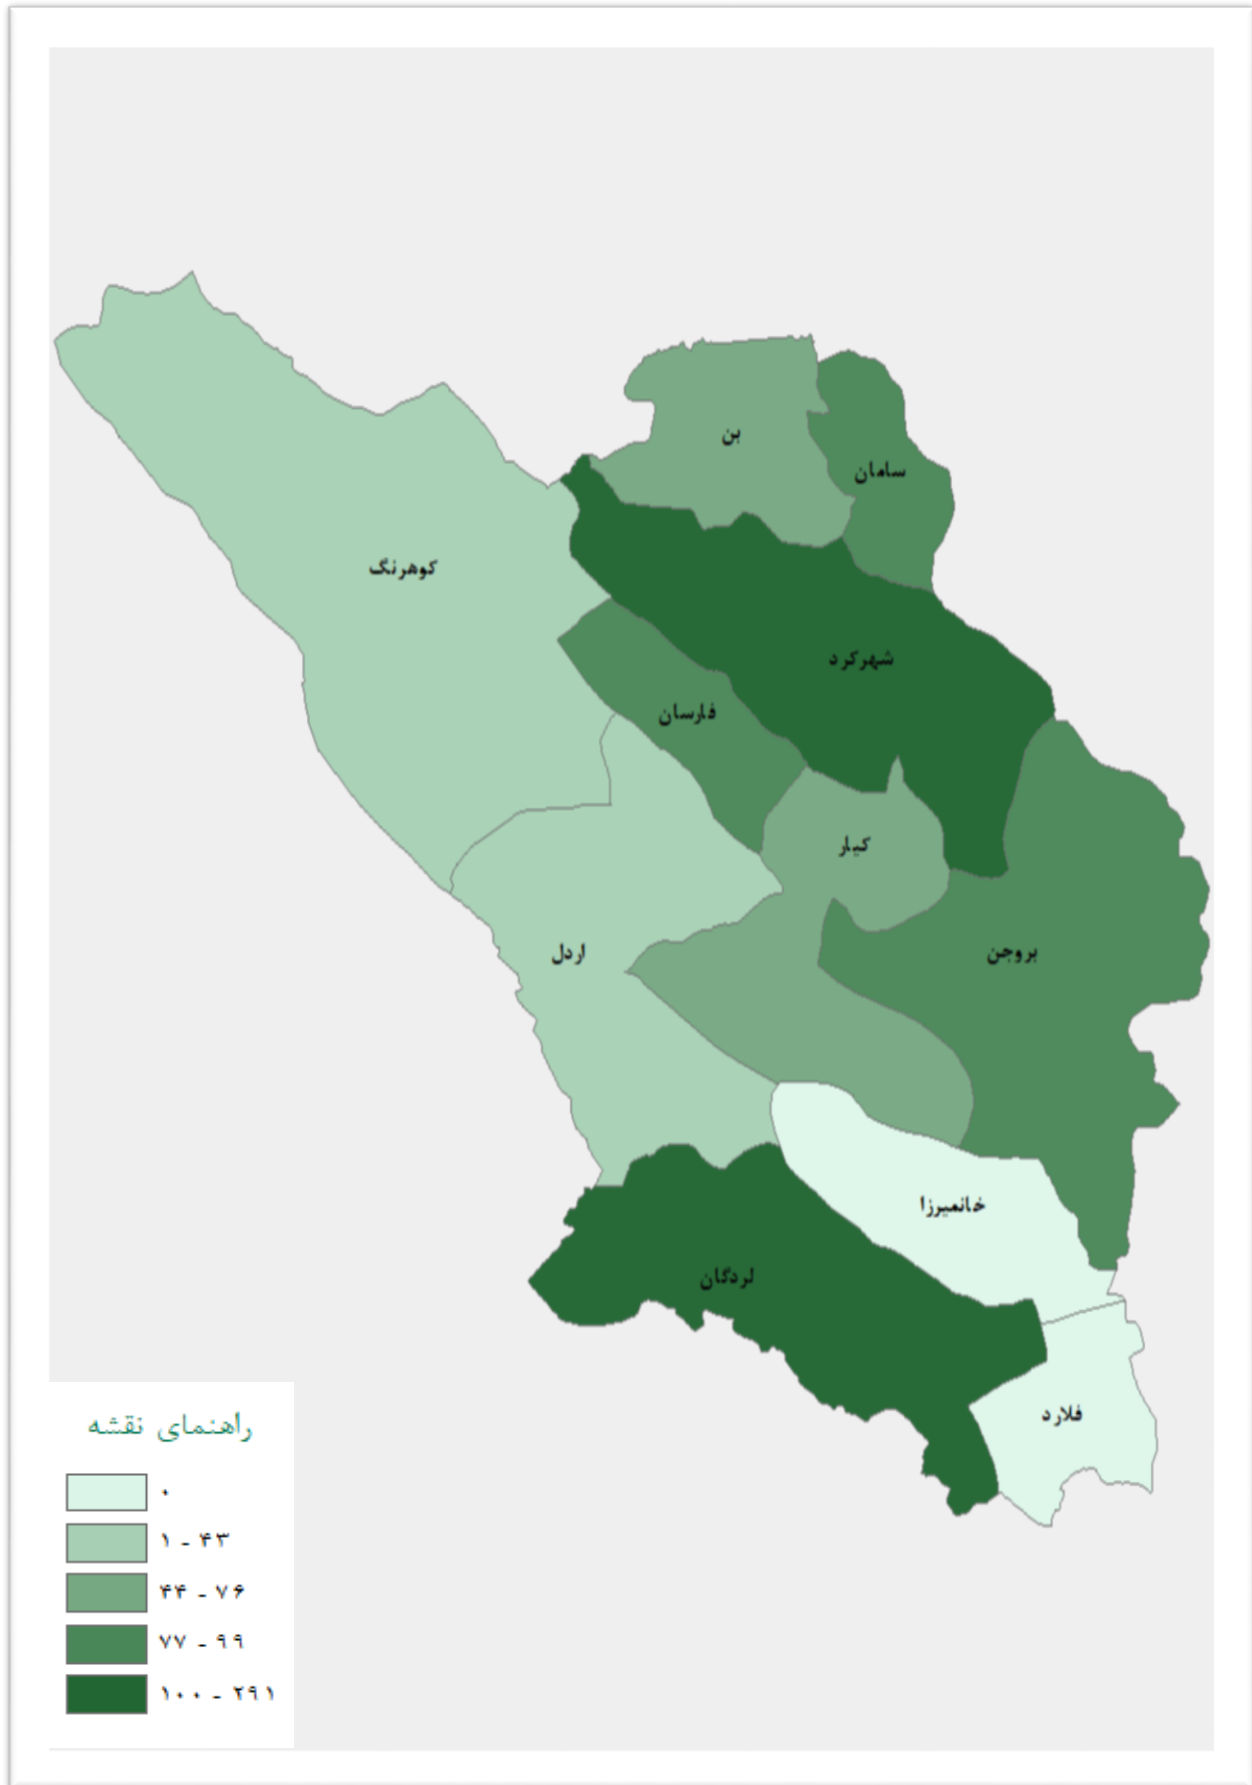 بن
سامان
کوهرنگ
شهرکرد
فارسان
کیار
اردل
بروجن
خانمیرزا
لردگان
فلارد
راهنمای نقشه
۰
۱ - ۴۳
۴۴ - ۷۶
۷۷ - ۹۹
۱۰۰ - ۲۹۱